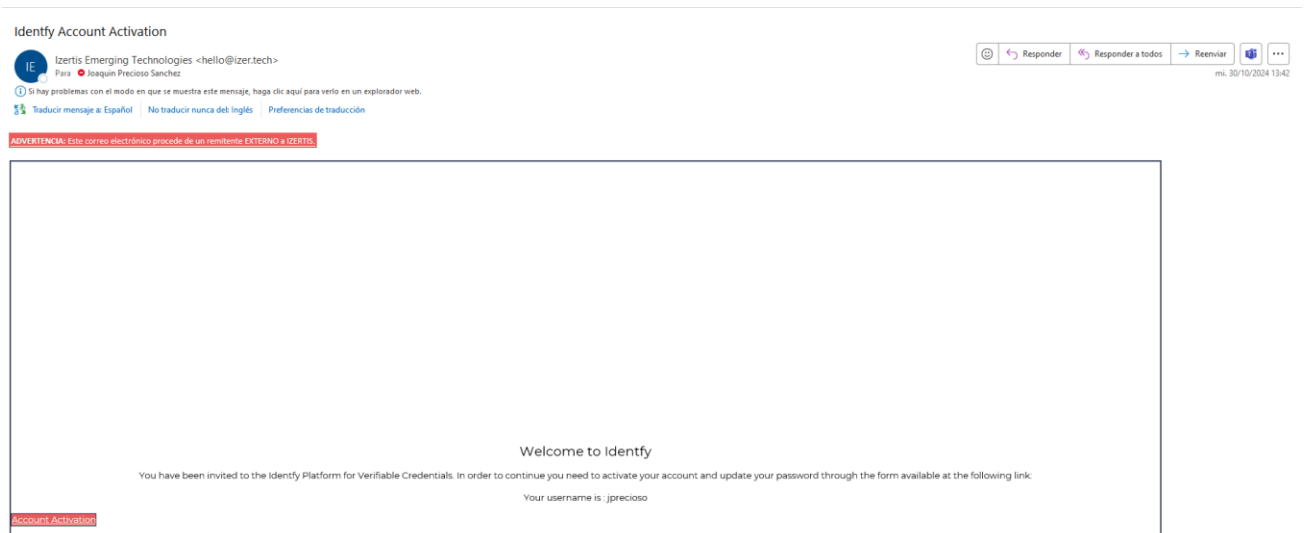 Identfy Account Activation
IE
Izertis Emerging Technologies <hello@izer.tech>
Para Joaquin Precioso Sanchez
Responder
Responder a todos
Reenviar
mi. 30/10/2024 13:42
Si hay problemas con el modo en que se muestra este mensaje, haga clic aquí para verlo en un explorador web.
Traducir mensaje a: Español No traducir nunca del: Inglés Preferencias de traducción
ADVERTENCIA: Este correo electrónico procede de un remitente EXTERNO a IZERTIS.
Welcome to Identfy
You have been invited to the Identfy Platform for Verifiable Credentials. In order to continue you need to activate your account and update your password through the form available at the following link:
Your username is : jprecioso
Account Activation